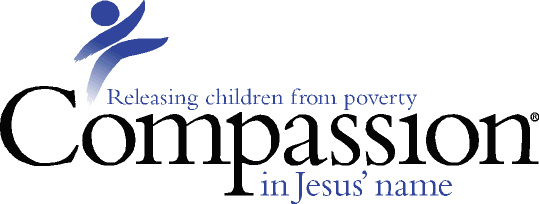 Releasing children from poverty
Compassion®
in Jesus' name